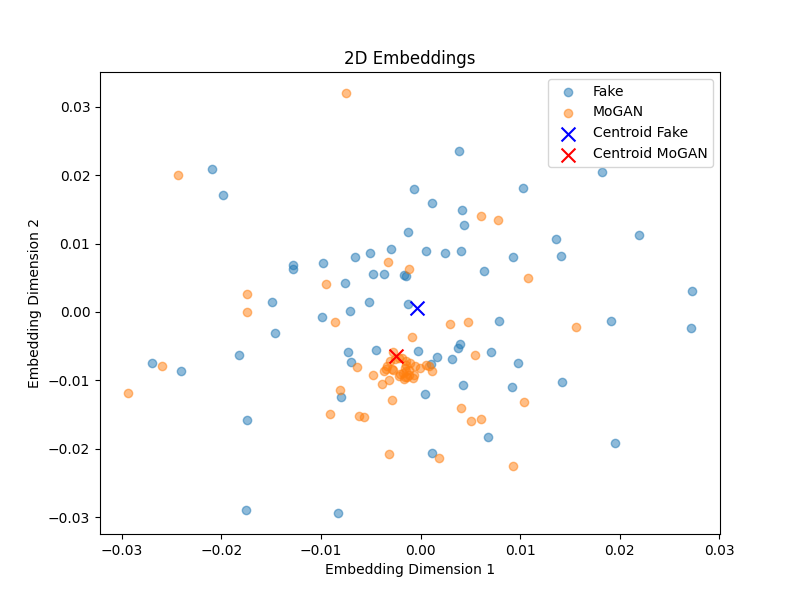 2D Embeddings
Fake
MoGAN
Centroid Fake
Centroid MoGAN
Embedding Dimension 2
0.03
0.02
0.01
0.00
−0.01
−0.02
−0.03
−0.03
−0.02
−0.01
0.00
0.01
0.02
0.03
Embedding Dimension 1